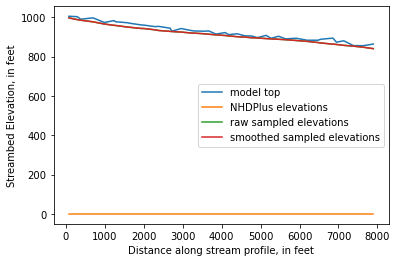 1000
800
600
400
200
0
Streambed Elevation, in feet
model top
NHDPlus elevations
raw sampled elevations
smoothed sampled elevations
0 1000 2000 3000 4000 5000 6000 7000 8000
Distance along stream profile, in feet